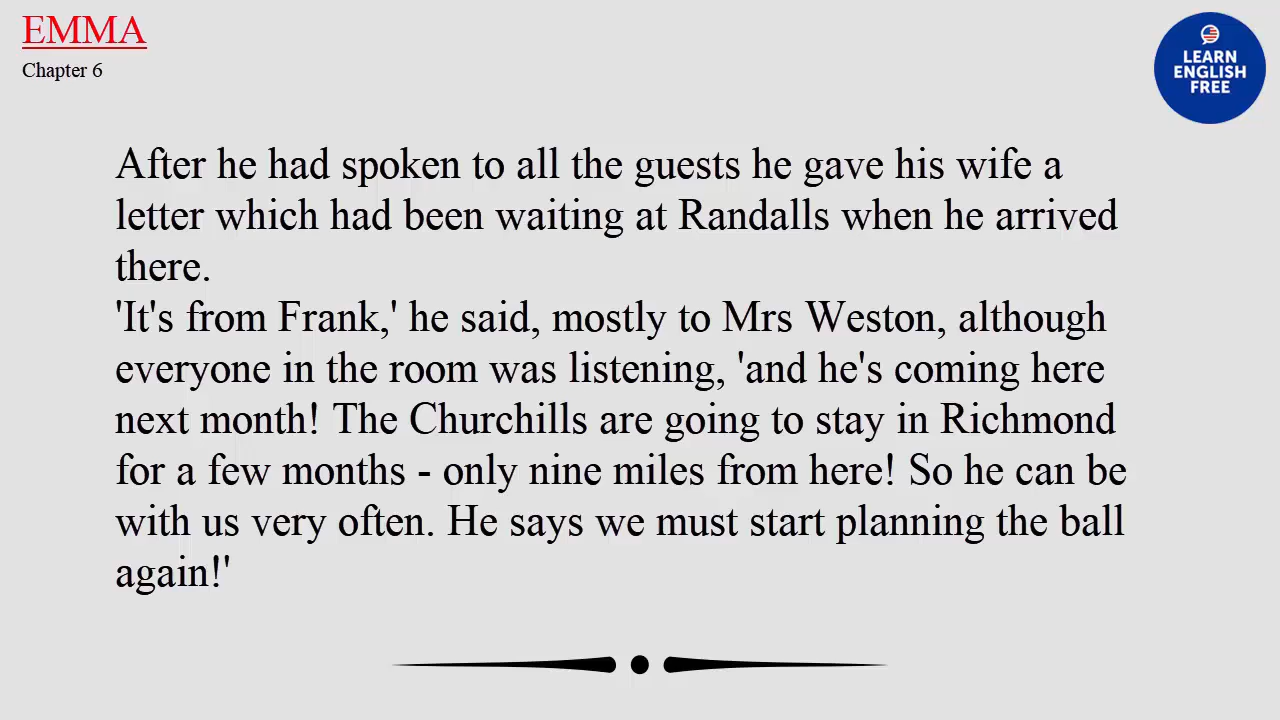 EMMA
Chapter 6
LEARN
ENGLISH
FREE
After he had spoken to all the guests he gave his wife a
letter which had been waiting at Randalls when he arrived
there.
'It's from Frank,' he said, mostly to Mrs Weston, although
everyone in the room was listening, 'and he's coming here
next month! The Churchills are going to stay in Richmond
for a few months - only nine miles from here! So he can be
with us very often. He says we must start planning the ball
again!'